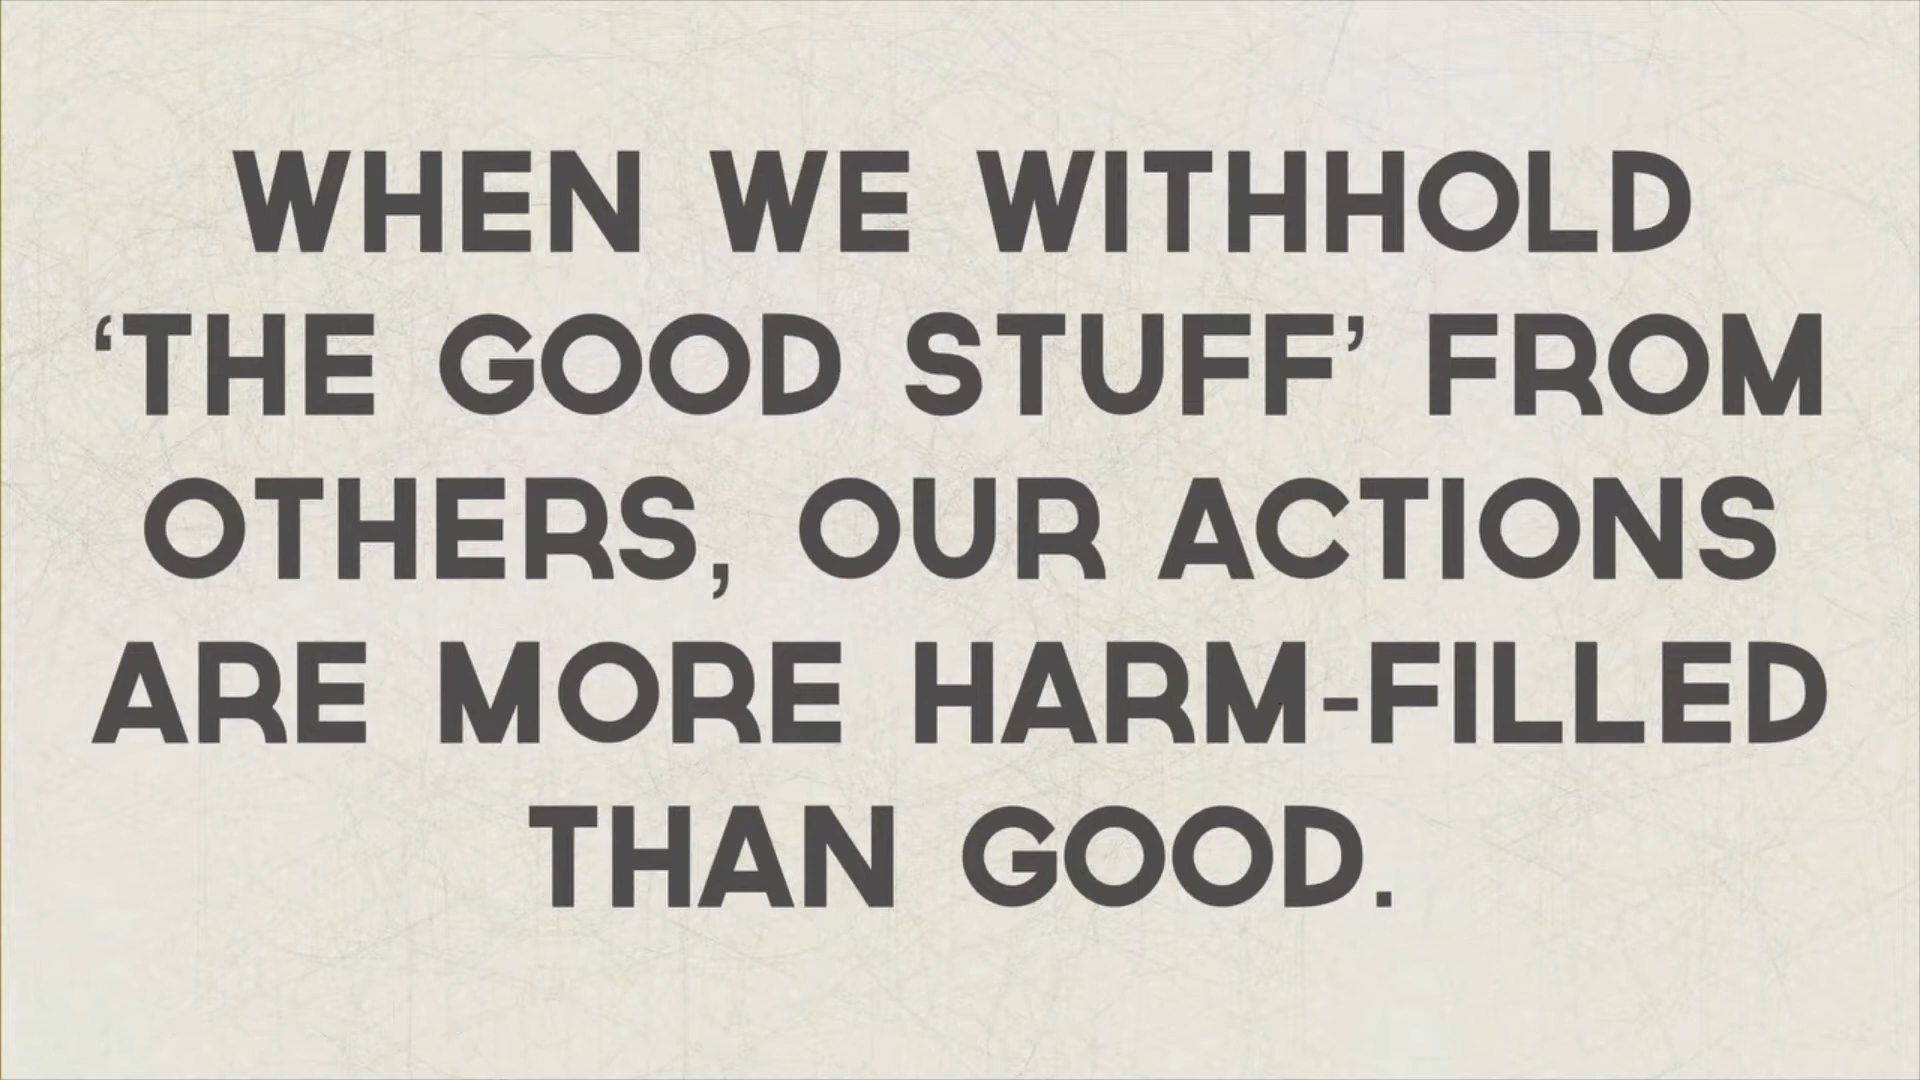 WHEN WE WITHHOLD
‘THE GOOD STUFF’ FROM
OTHERS, OUR ACTIONS
ARE MORE HARM-FILLED
THAN GOOD.